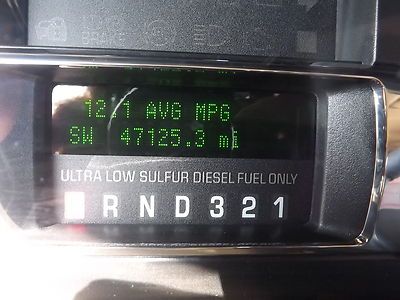 12.1 AVG MPG
SW 47125.3 mi
ULTRA LOW SULFUR DIESEL FUEL ONLY
R N D 3 2 1